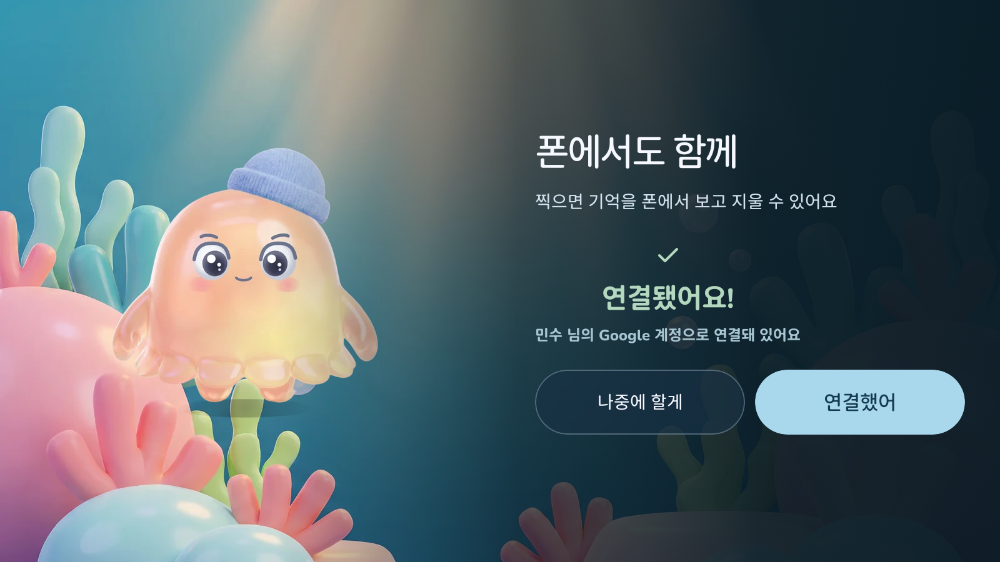 폰에서도 함께
찍으면 기억을 폰에서 보고 지울 수 있어요
연결됐어요!
민수 님의 Google 계정으로 연결돼 있어요
나중에 할게
연결했어